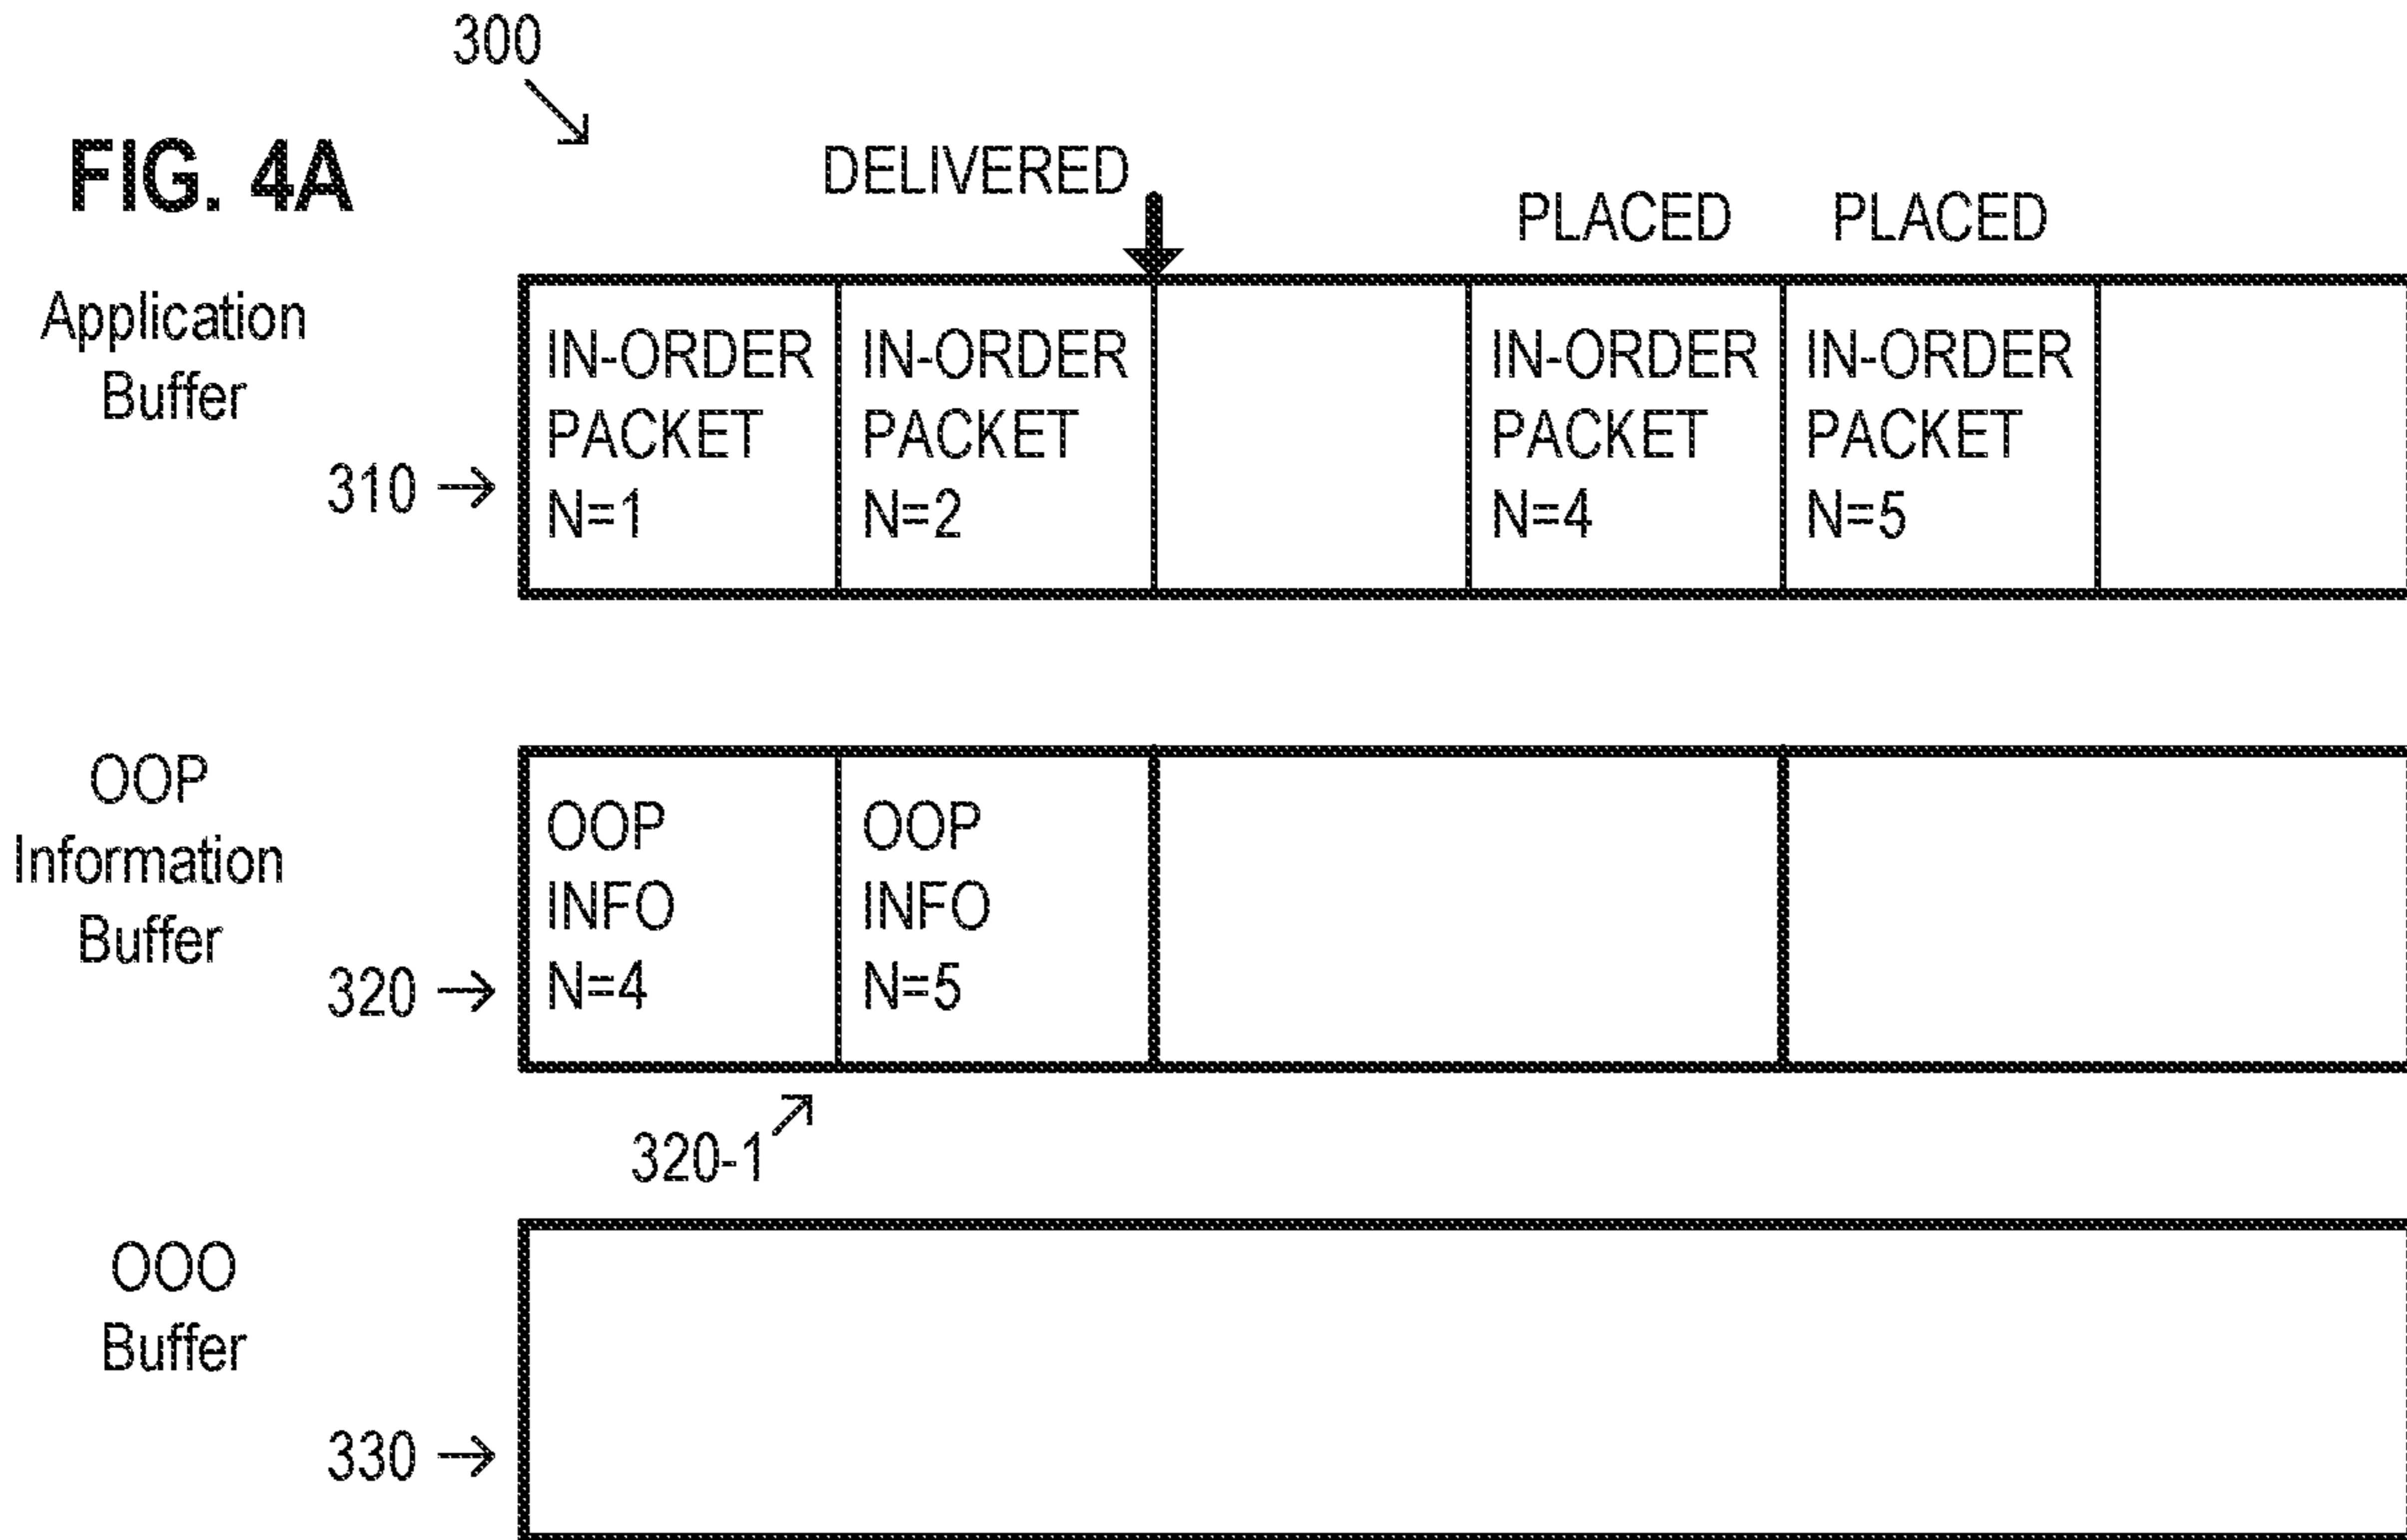 300
FIG. 4A
DELIVERED
PLACED
PLACED
Application
Buffer
310
IN-ORDER
PACKET
N=1
IN-ORDER
PACKET
N=2
IN-ORDER
PACKET
N=4
IN-ORDER
PACKET
N=5
OOP
Information
Buffer
320
OOP
INFO
N=4
OOP
INFO
N=5
320-1
OOO
Buffer
330